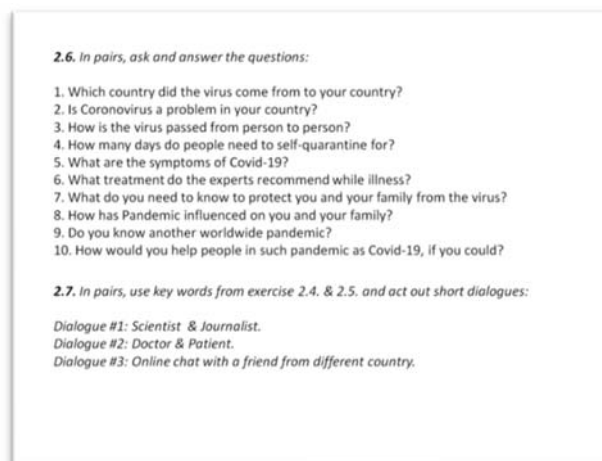 2.6. In pairs, ask and answer the questions:
1. Which country did the virus come from to your country?
2. Is Coronovirus a problem in your country?
3. How is the virus passed from person to person?
4. How many days do people need to self-quarantine for?
5. What are the symptoms of Covid-19?
6. What treatment do the experts recommend while illness?
7. What do you need to know to protect you and your family from the virus?
8. How has Pandemic influenced on you and your family?
9. Do you know another worldwide pandemic?
10. How would you help people in such pandemic as Covid-19, if you could?
2.7. In pairs, use key words from exercise 2.4. & 2.5. and act out short dialogues:
Dialogue #1: Scientist & Journalist.
Dialogue #2: Doctor & Patient.
Dialogue #3: Online chat with a friend from different country.